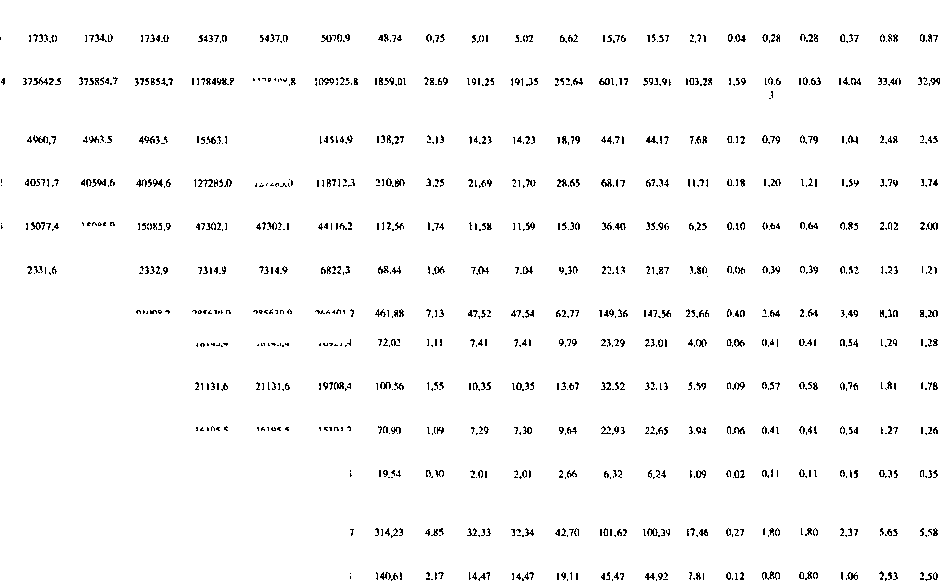 1733,0 1734,0 1734,0 5437,0 5437,0 5070,9 48,74 0,75 5,01 5,02 6,62 15,76 15,57 2,71 0,04 0,28 0,28 0,37 0,88 0,87
4 375642,5 375854,7 375854,7 1178498,8 1099125,8 1859,01 28,69 191,25 191,35 252,64 601,17 593,91 103,28 1,59 10,6 10,63 14,04 33,40 32,99
3
4960,7 4963,5 4963,5 15563,1 14514,9 138,27 2,13 14,23 14,23 18,79 44,71 44,17 7,68 0,12 0,79 0,79 1,04 2,48 2,45
40571,7 40594,6 40594,6 127285,0 118712,3 210,80 3,25 21,69 21,70 28,65 68,17 67,34 11,71 0,18 1,20 1,21 1,59 3,79 3,74
15077,4 15085,9 47302,1 47302,1 44116,2 112,56 1,74 11,58 11,59 15,30 36,40 35,96 6,25 0,10 0,64 0,64 0,85 2,02 2,00
2331,6 2332,9 7314,9 7314,9 6822,3 68,44 1,06 7,04 7,04 9,30 22,13 21,87 3,80 0,06 0,39 0,39 0,52 1,23 1,21
461,88 7,13 47,52 47,54 62,77 149,36 147,56 25,66 0,40 2,64 2,64 3,49 8,30 8,20
72,02 1,11 7,41 7,41 9,79 23,29 23,01 4,00 0,06 0,41 0,41 0,54 1,29 1,28
21131,6 21131,6 19708,4 100,56 1,55 10,35 10,35 13,67 32,52 32,13 5,59 0,09 0,57 0,58 0,76 1,81 1,78
70,90 1,09 7,29 7,30 9,64 22,93 22,65 3,94 0,06 0,41 0,41 0,54 1,27 1,26
19,54 0,30 2,01 2,01 2,66 6,32 6,24 1,09 0,02 0,11 0,11 0,15 0,35 0,35
7 314,23 4,85 32,33 32,34 42,70 101,62 100,39 17,46 0,27 1,80 1,80 2,37 5,65 5,58
140,61 2,17 14,47 14,47 19,11 45,47 44,92 7,81 0,12 0,80 0,80 1,06 2,53 2,50